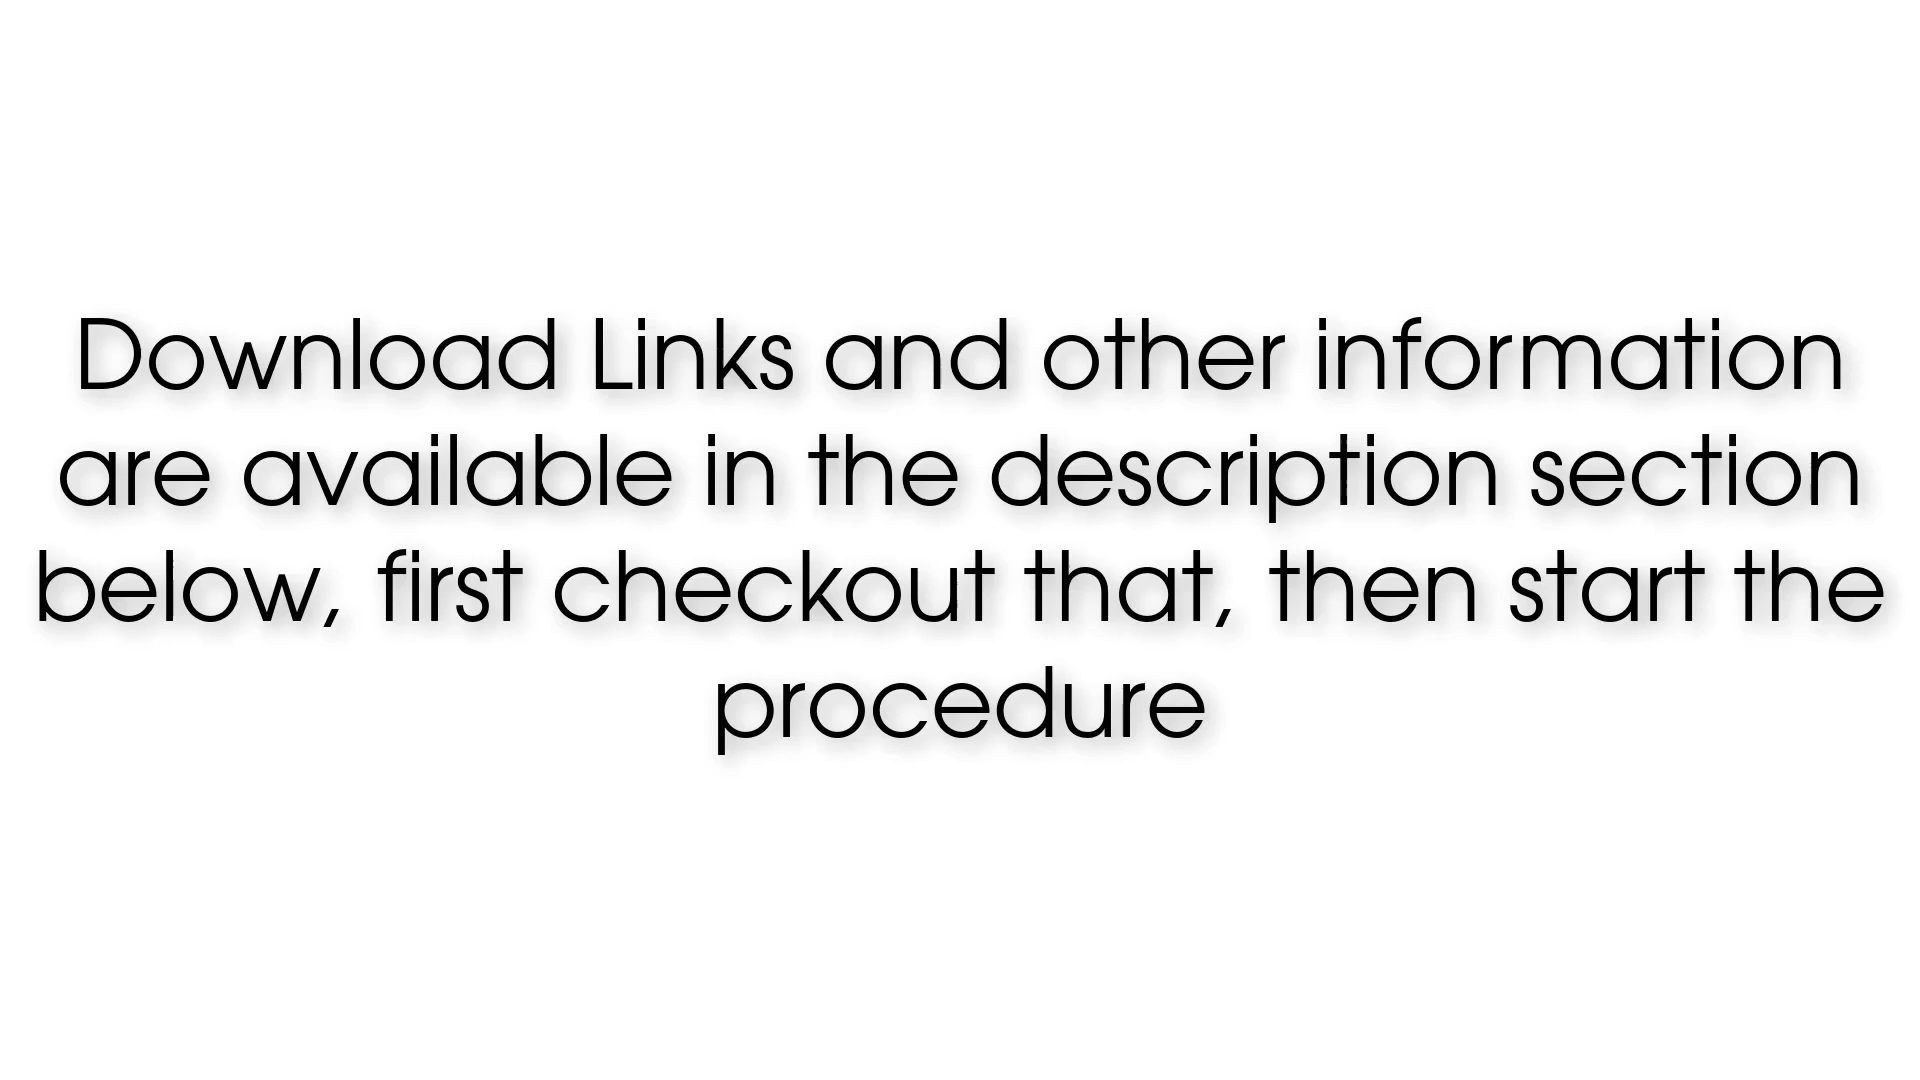 Download Links and other information
are available in the description section
below, first checkout that, then start the
procedure